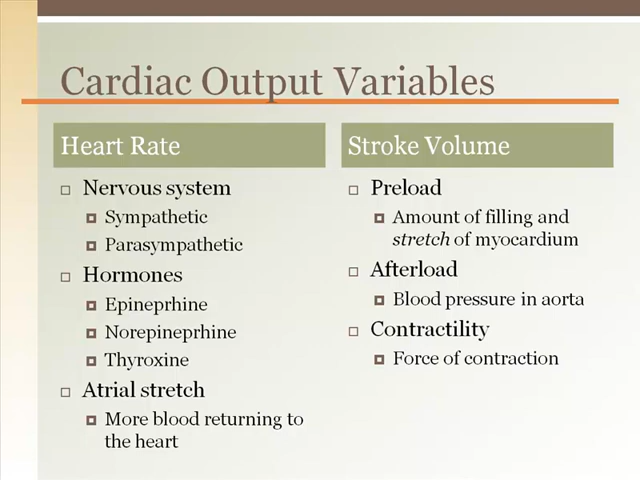 Cardiac Output Variables
Heart Rate
Nervous system
Sympathetic
Parasympathetic
Hormones
Epineprhine
Norepineprhine
Thyroxine
Atrial stretch
More blood returning to
the heart
Stroke Volume
Preload
Amount of filling and
stretch of myocardium
Afterload
Blood pressure in aorta
Contractility
Force of contraction